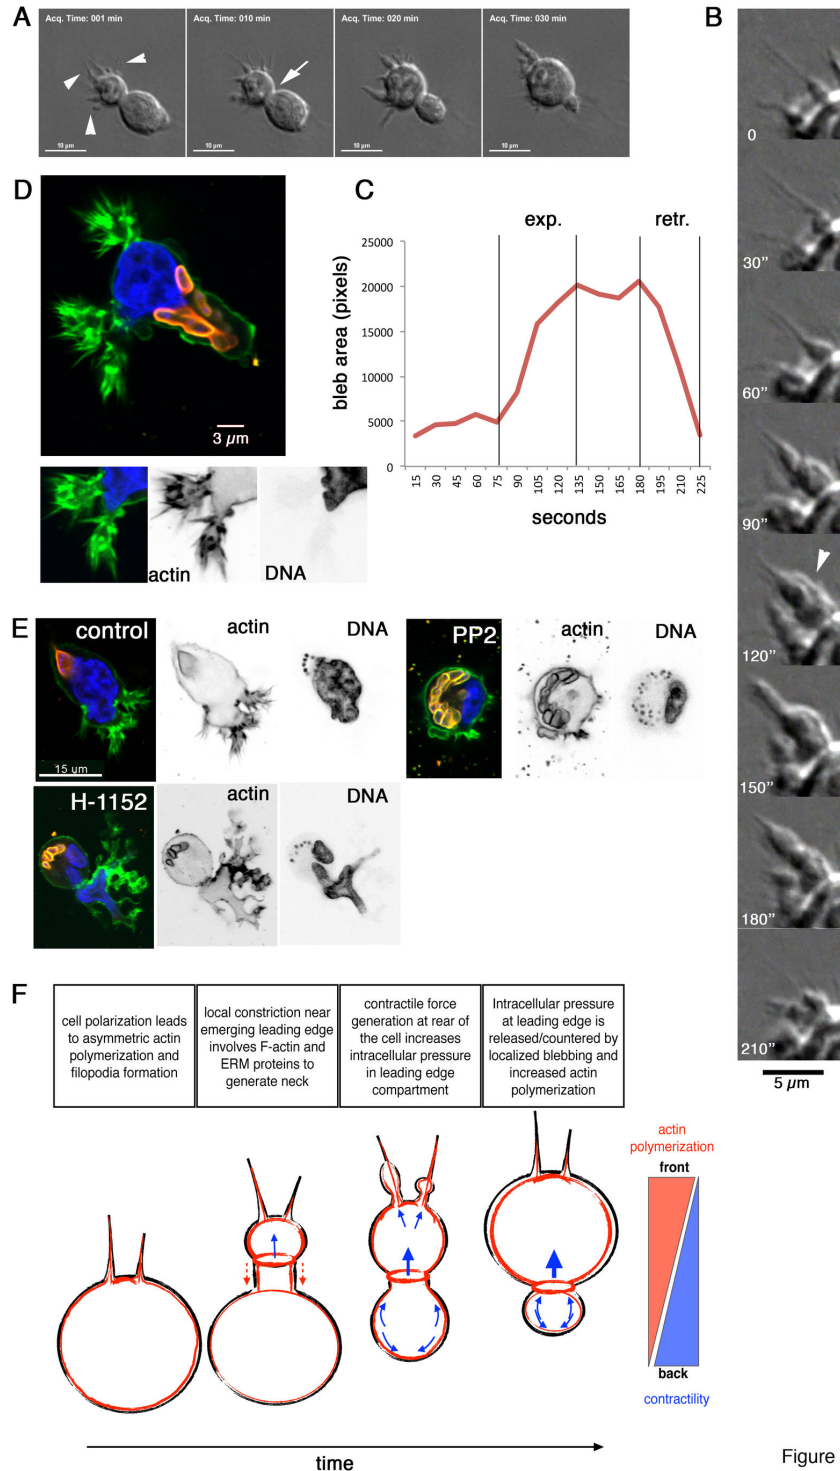 A
Acq. Time: 001 min
Acq. Time: 010 min
Acq. Time: 020 min
Acq. Time: 030 min
10 µm
10 µm
10 µm
10 µm
B
0
30”
60”
90”
120”
150”
180”
210”
5 µm
D
3 µm
actin
DNA
C
exp.
retr.
bleb area (pixels)
25000
20000
15000
10000
5000
0
15
30
45
60
75
90
105
120
135
150
165
180
195
210
225
seconds
E
control
actin
DNA
15 um
PP2
actin
DNA
H-1152
actin
DNA
F
cell polarization leads
to asymmetric actin
polymerization and
filopodia formation
local constriction near
emerging leading edge
involves F-actin and
ERM proteins to
generate neck
contractile force
generation at rear of
the cell increases
intracellular pressure
in leading edge
compartment
Intracellular pressure
at leading edge is
released/countered by
localized blebbing and
increased actin
polymerization
actin
polymerization
front
back
contractility
time
Figure